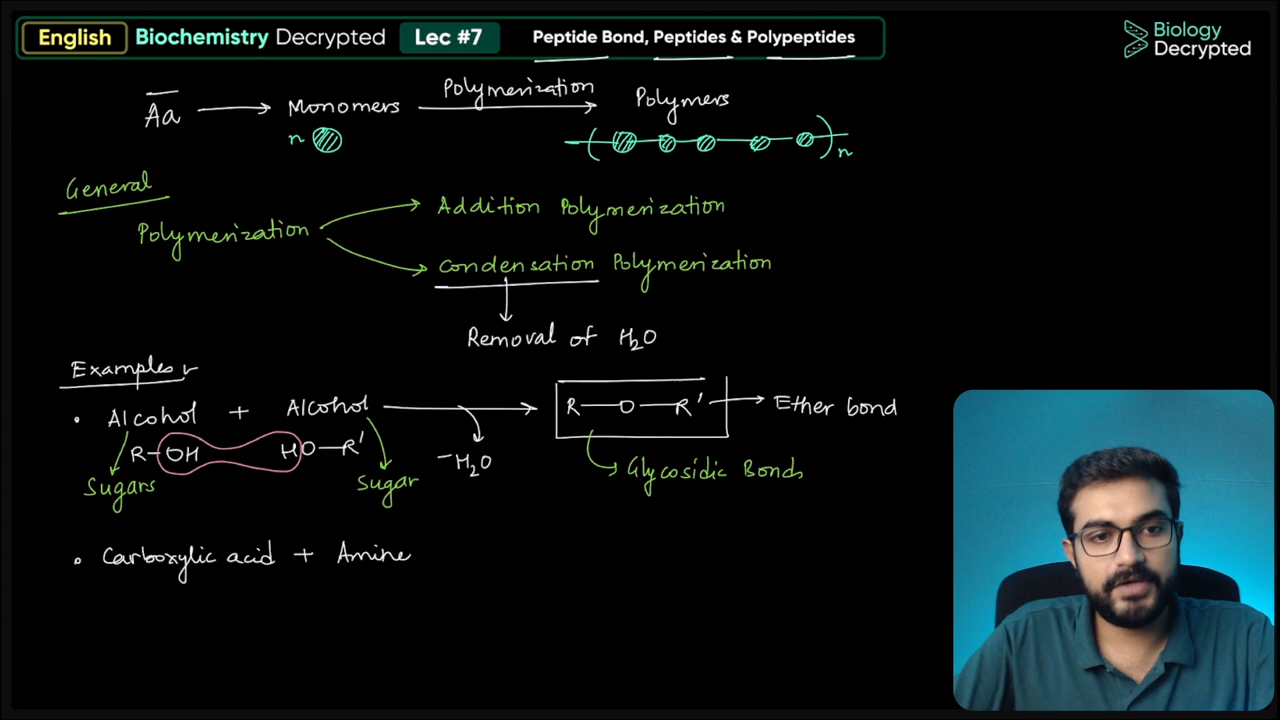 English Biochemistry Decrypted Lec #7 Peptide Bond, Peptides & Polypeptides
Biology
Decrypted
Aa Monomers Polymerization Polymers
n n
General
Polymerization
Addition Polymerization
Condensation Polymerization
Removal of H₂O
Examples
• Alcohol + Alcohol R—O—R' Ether bond
R—OH HO—R' —H₂O
Sugars Sugar Glycosidic Bonds
• Carboxylic acid + Amine